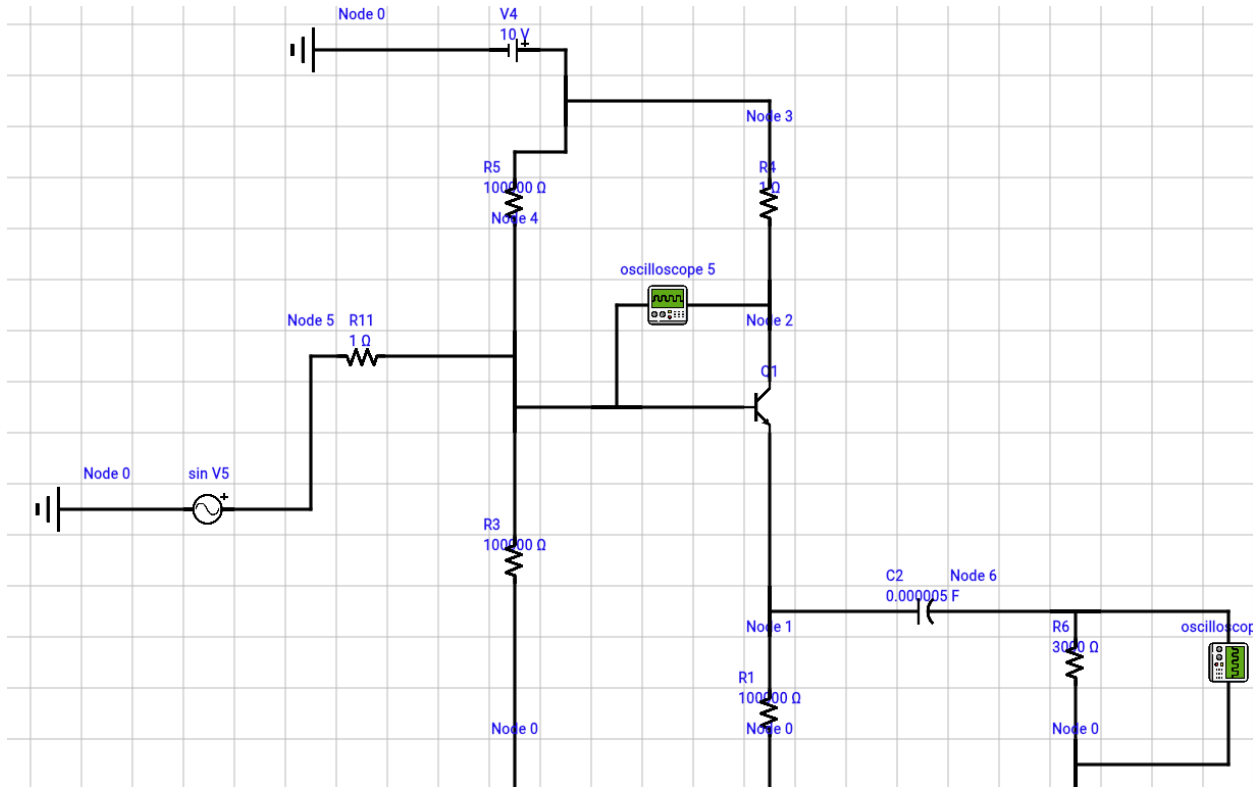 Node 0
V4
10 V
Node 3
R5
100000 Ω
R4
1 Ω
Node 4
oscilloscope 5
Node 5
R11
1 Ω
Node 2
Q1
Node 0
sin V5
R3
100000 Ω
C2
0.000005 F
Node 6
Node 1
R6
3000 Ω
oscilloscop
R1
100000 Ω
Node 0
Node 0
Node 0